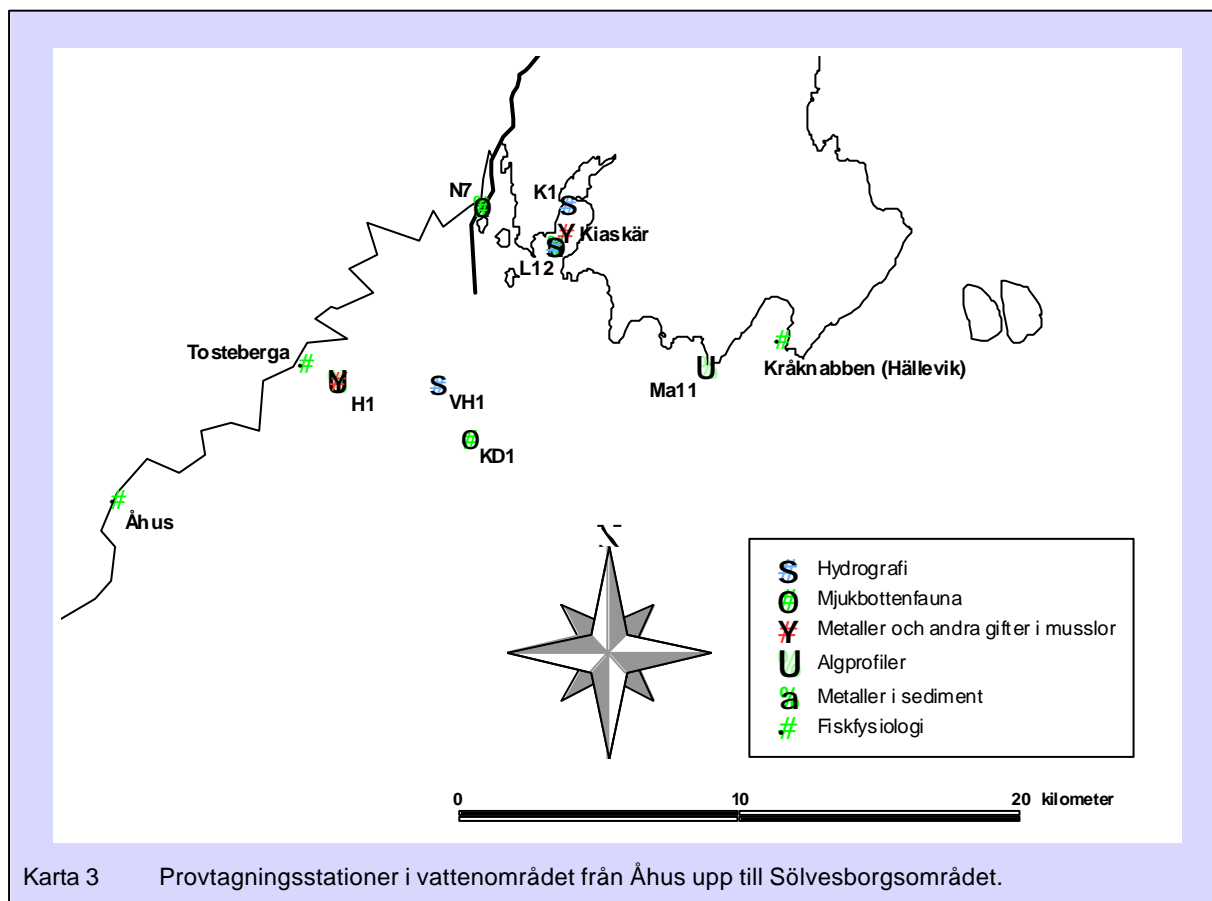 N7
K1
Kiaskär
L12
Tosteberga
H1
VH1
KD1
Ma11
Kråknabben (Hällevik)
Åhus
Hydrografi
Mjukbottenfauna
Metaller och andra gifter i musslor
Algprofiler
Metaller i sediment
Fiskfysiologi
0 10 20 kilometer
Karta 3 Provtagningsstationer i vattenområdet från Åhus upp till Sölvesborgsområdet.